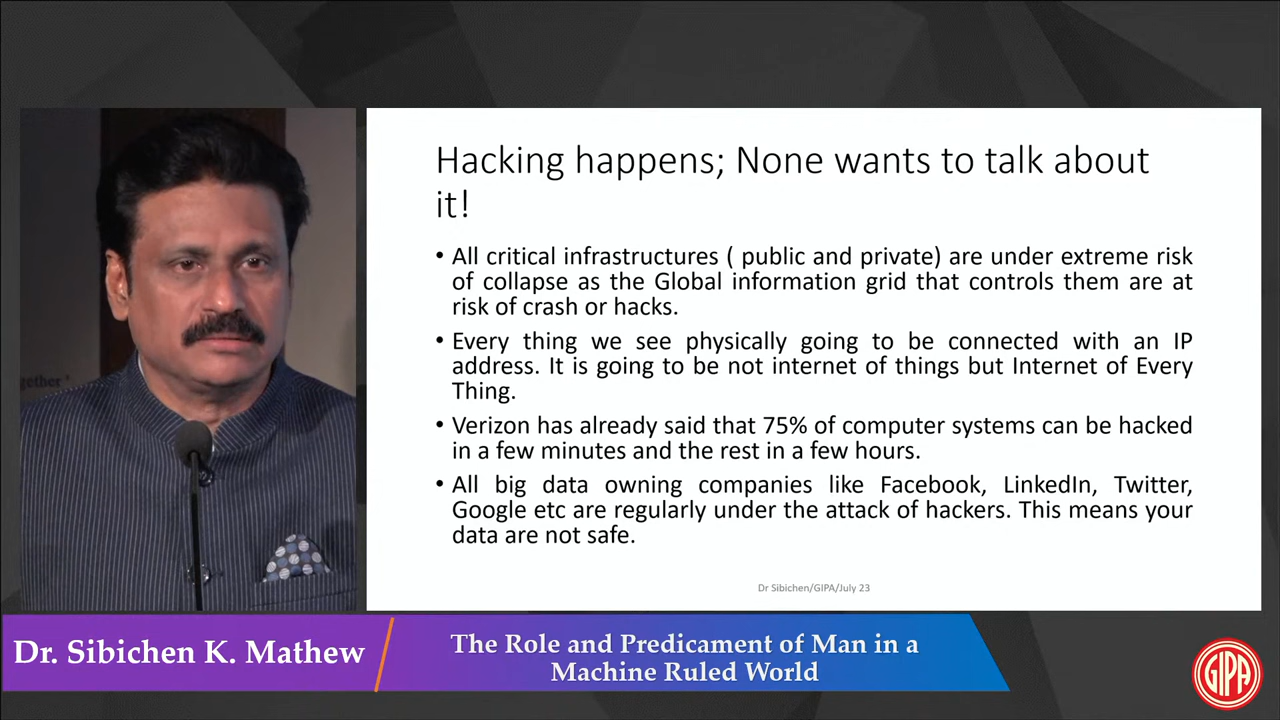 Hacking happens; None wants to talk about
it!
• All critical infrastructures ( public and private) are under extreme risk
of collapse as the Global information grid that controls them are at
risk of crash or hacks.
• Every thing we see physically going to be connected with an IP
address. It is going to be not internet of things but Internet of Every
Thing.
• Verizon has already said that 75% of computer systems can be hacked
in a few minutes and the rest in a few hours.
• All big data owning companies like Facebook, LinkedIn, Twitter,
Google etc are regularly under the attack of hackers. This means your
data are not safe.
Dr Sibichen/GIPA/July 23
gether '
Dr. Sibichen K. Mathew
The Role and Predicament of Man in a
Machine Ruled World
GIPA